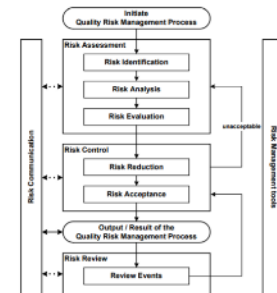 Initiate
Quality Risk Management Process
Risk Assessment
Risk Identification
Risk Analysis
Risk Evaluation
unacceptable
Risk Control
Risk Reduction
Risk Acceptance
Output / Result of the
Quality Risk Management Process
Risk Review
Review Events
Risk Communication
Risk Management tools